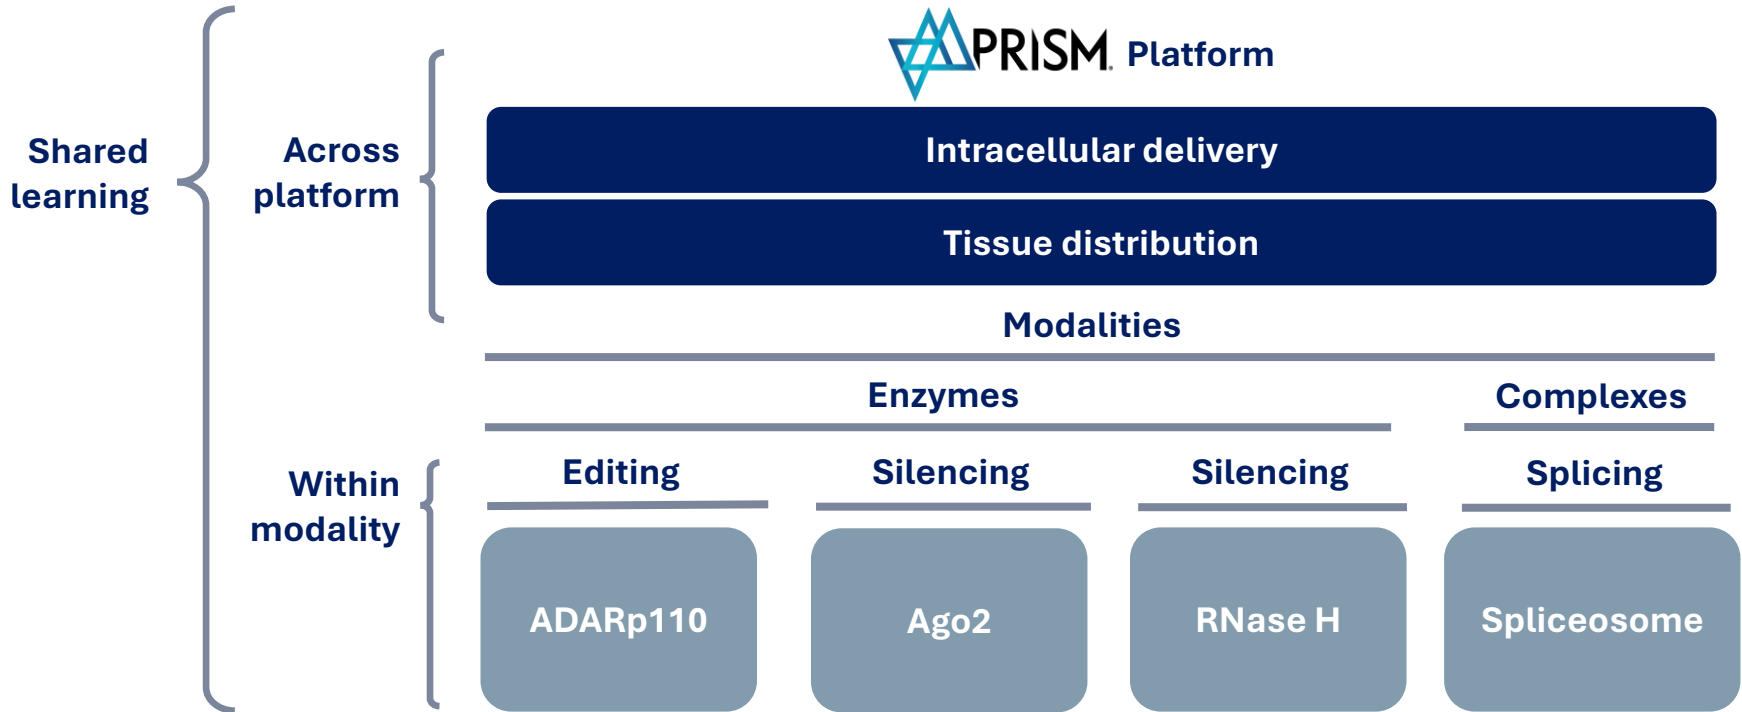 PRISM. Platform
Shared
learning
Across
platform
Intracellular delivery
Tissue distribution
Modalities
Enzymes
Complexes
Within
modality
Editing
Silencing
Silencing
Splicing
ADARp110
Ago2
RNase H
Spliceosome